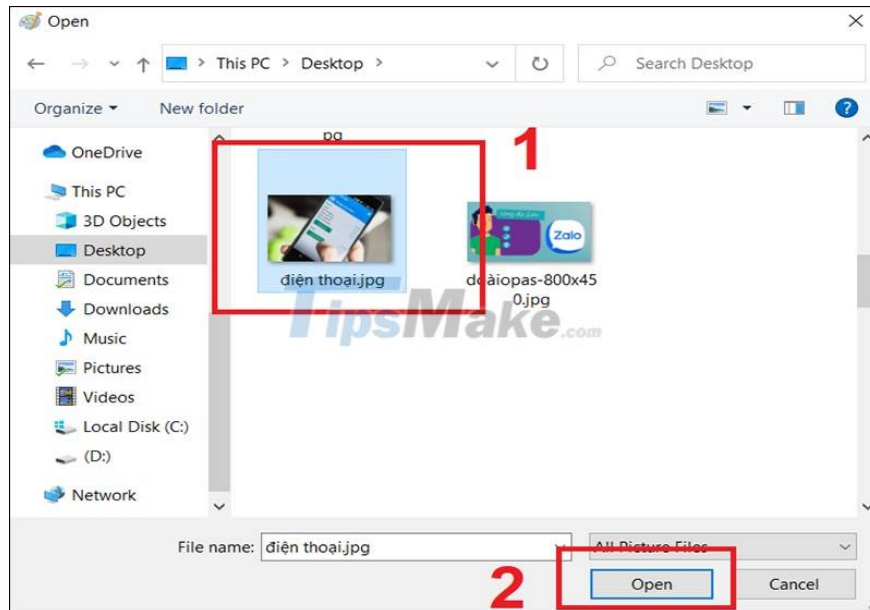 Open
This PC > Desktop >
Search Desktop
Organize
New folder
pg
1
OneDrive
This PC
3D Objects
Desktop
Documents
Downloads
Music
Pictures
Videos
Local Disk (C:)
(D:)
Network
điện thoại.jpg
Zalo
doàiopas-800x45
0.jpg
TipsMake.com
File name:
điện thoại.jpg
All Picture Files
2
Open
Cancel